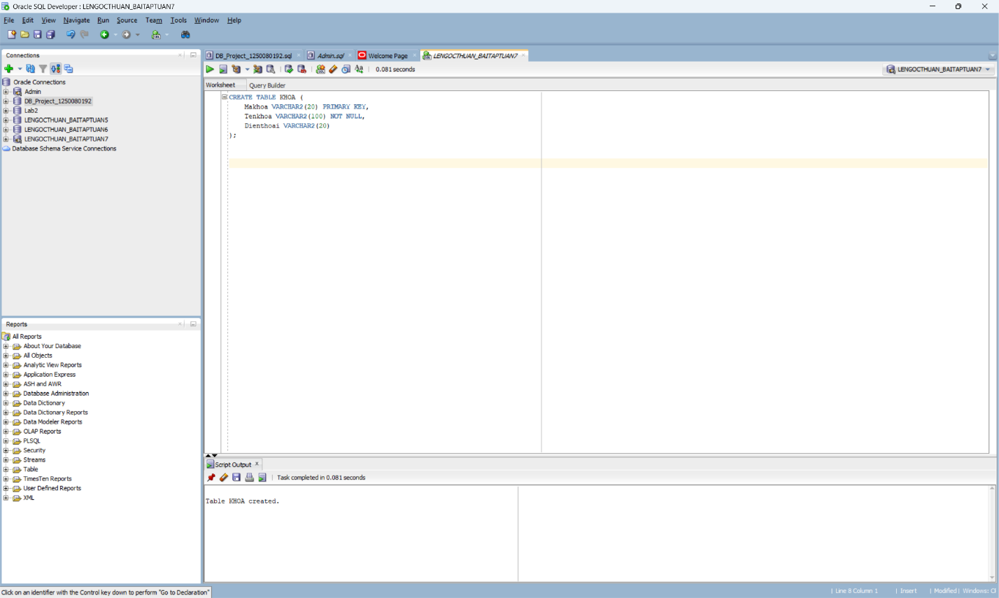 Oracle SQL Developer : LENGOCTHUAN_BAITAPTUAN7
File Edit View Navigate Run Source Team Tools Window Help
Connections
Oracle Connections
Admin
DB_Project_1250080192
Lab2
LENGOCTHUAN_BAITAPTUAN5
LENGOCTHUAN_BAITAPTUAN6
LENGOCTHUAN_BAITAPTUAN7
Database Schema Service Connections
Reports
All Reports
About Your Database
All Objects
Analytic View Reports
Application Express
ASH and AWR
Database Administration
Data Dictionary
Data Dictionary Reports
Data Modeler Reports
OLAP Reports
PLSQL
Security
Streams
Table
TimesTen Reports
User Defined Reports
XML
DB_Project_1250080192.sql Admin.sql Welcome Page LENGOCTHUAN_BAITAPTUAN7
0.081 seconds LENGOCTHUAN_BAITAPTUAN7
Worksheet Query Builder
CREATE TABLE KHOA (
Makhoa VARCHAR2(20) PRIMARY KEY,
Tenkhoa VARCHAR2(100) NOT NULL,
Dienthoai VARCHAR2(20)
);
Script Output
Task completed in 0.081 seconds
Table KHOA created.
Click on an identifier with the Control key down to perform "Go to Declaration"
| Line 8 Column 1 | Insert | Modified | Windows: CI